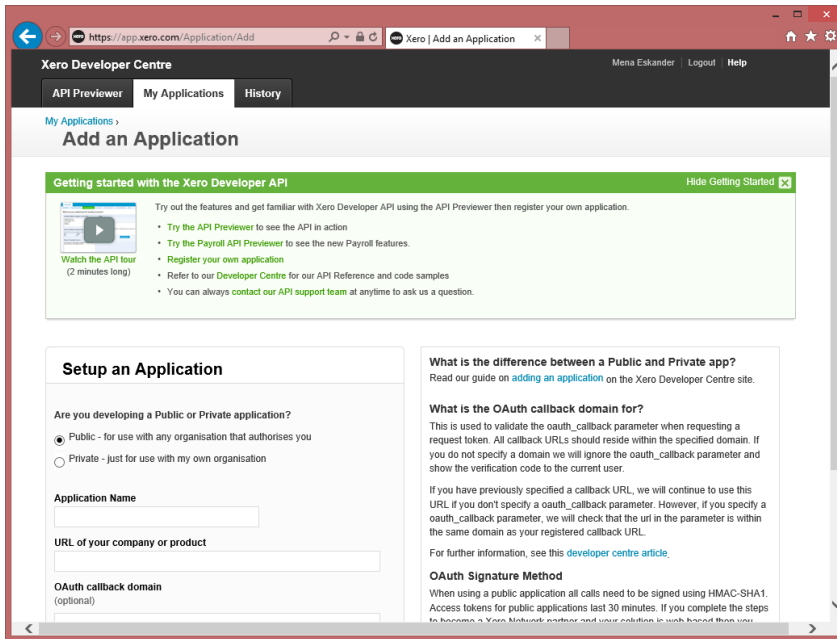 https://app.xero.com/Application/Add
Xero | Add an Application
Xero Developer Centre
Mena Eskander | Logout | Help
API Previewer
My Applications
History
My Applications ›
Add an Application
Getting started with the Xero Developer API
Hide Getting Started
Try out the features and get familiar with Xero Developer API using the API Previewer then register your own application.
• Try the API Previewer to see the API in action
• Try the Payroll API Previewer to see the new Payroll features.
• Register your own application
• Refer to our Developer Centre for our API Reference and code samples
• You can always contact our API support team at anytime to ask us a question.
Watch the API tour
(2 minutes long)
Setup an Application
Are you developing a Public or Private application?
Public - for use with any organisation that authorises you
Private - just for use with my own organisation
Application Name
URL of your company or product
OAuth callback domain
(optional)
What is the difference between a Public and Private app?
Read our guide on adding an application on the Xero Developer Centre site.
What is the OAuth callback domain for?
This is used to validate the oauth_callback parameter when requesting a
request token. All callback URLs should reside within the specified domain. If
you do not specify a domain we will ignore the oauth_callback parameter and
show the verification code to the current user.
If you have previously specified a callback URL, we will continue to use this
URL if you don't specify a oauth_callback parameter. However, if you specify a
oauth_callback parameter, we will check that the url in the parameter is within
the same domain as your registered callback URL.
For further information, see this developer centre article.
OAuth Signature Method
When using a public application all calls need to be signed using HMAC-SHA1.
Access tokens for public applications last 30 minutes. If you complete the steps
to become a Xero Network partner and your solution is web based then you